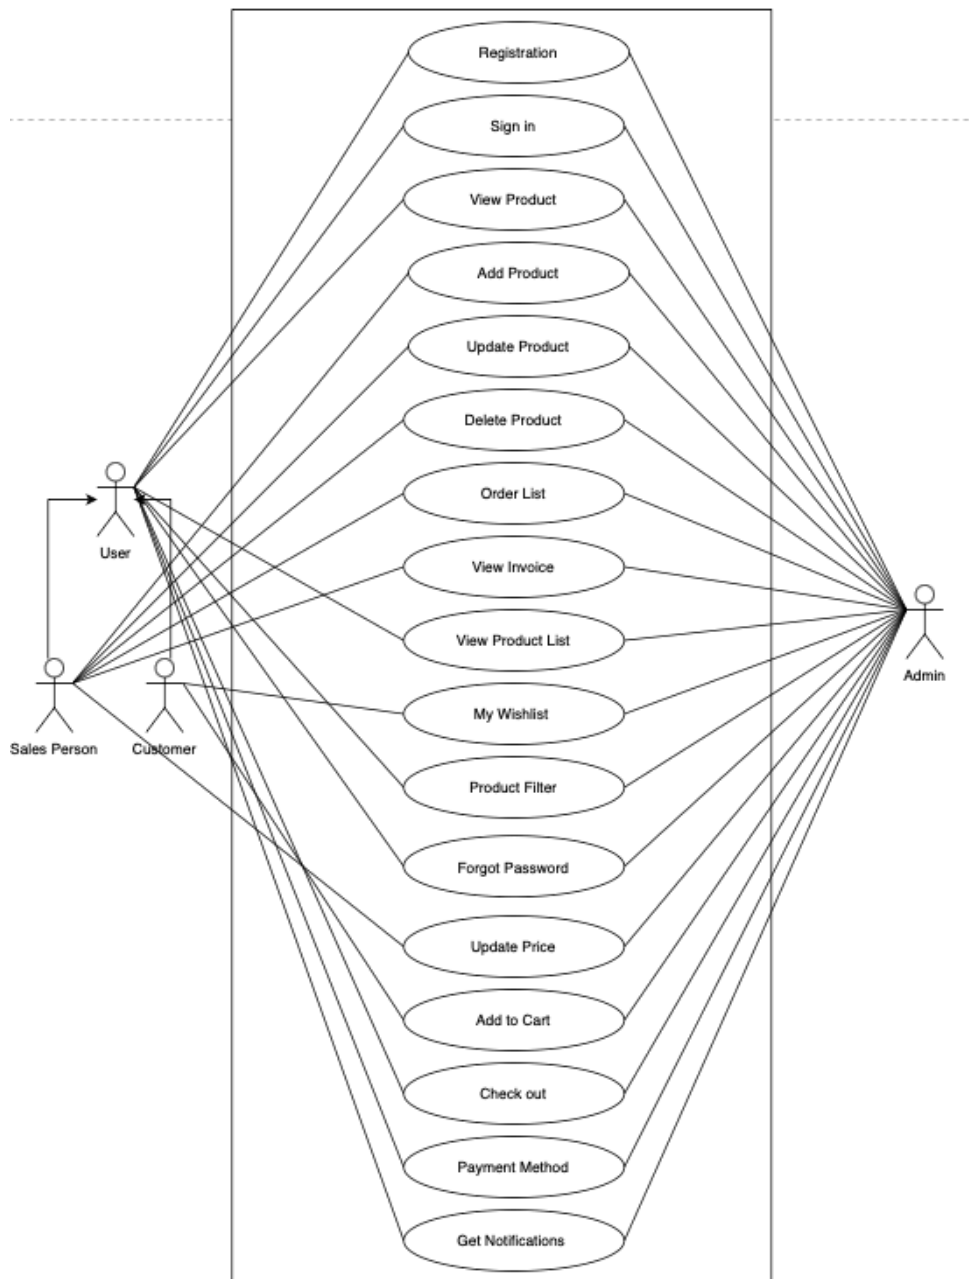 Registration
Sign in
View Product
Add Product
Update Product
Delete Product
Order List
User
View Invoice
View Product List
Admin
My Wishlist
Sales Person
Customer
Product Filter
Forgot Password
Update Price
Add to Cart
Check out
Payment Method
Get Notifications